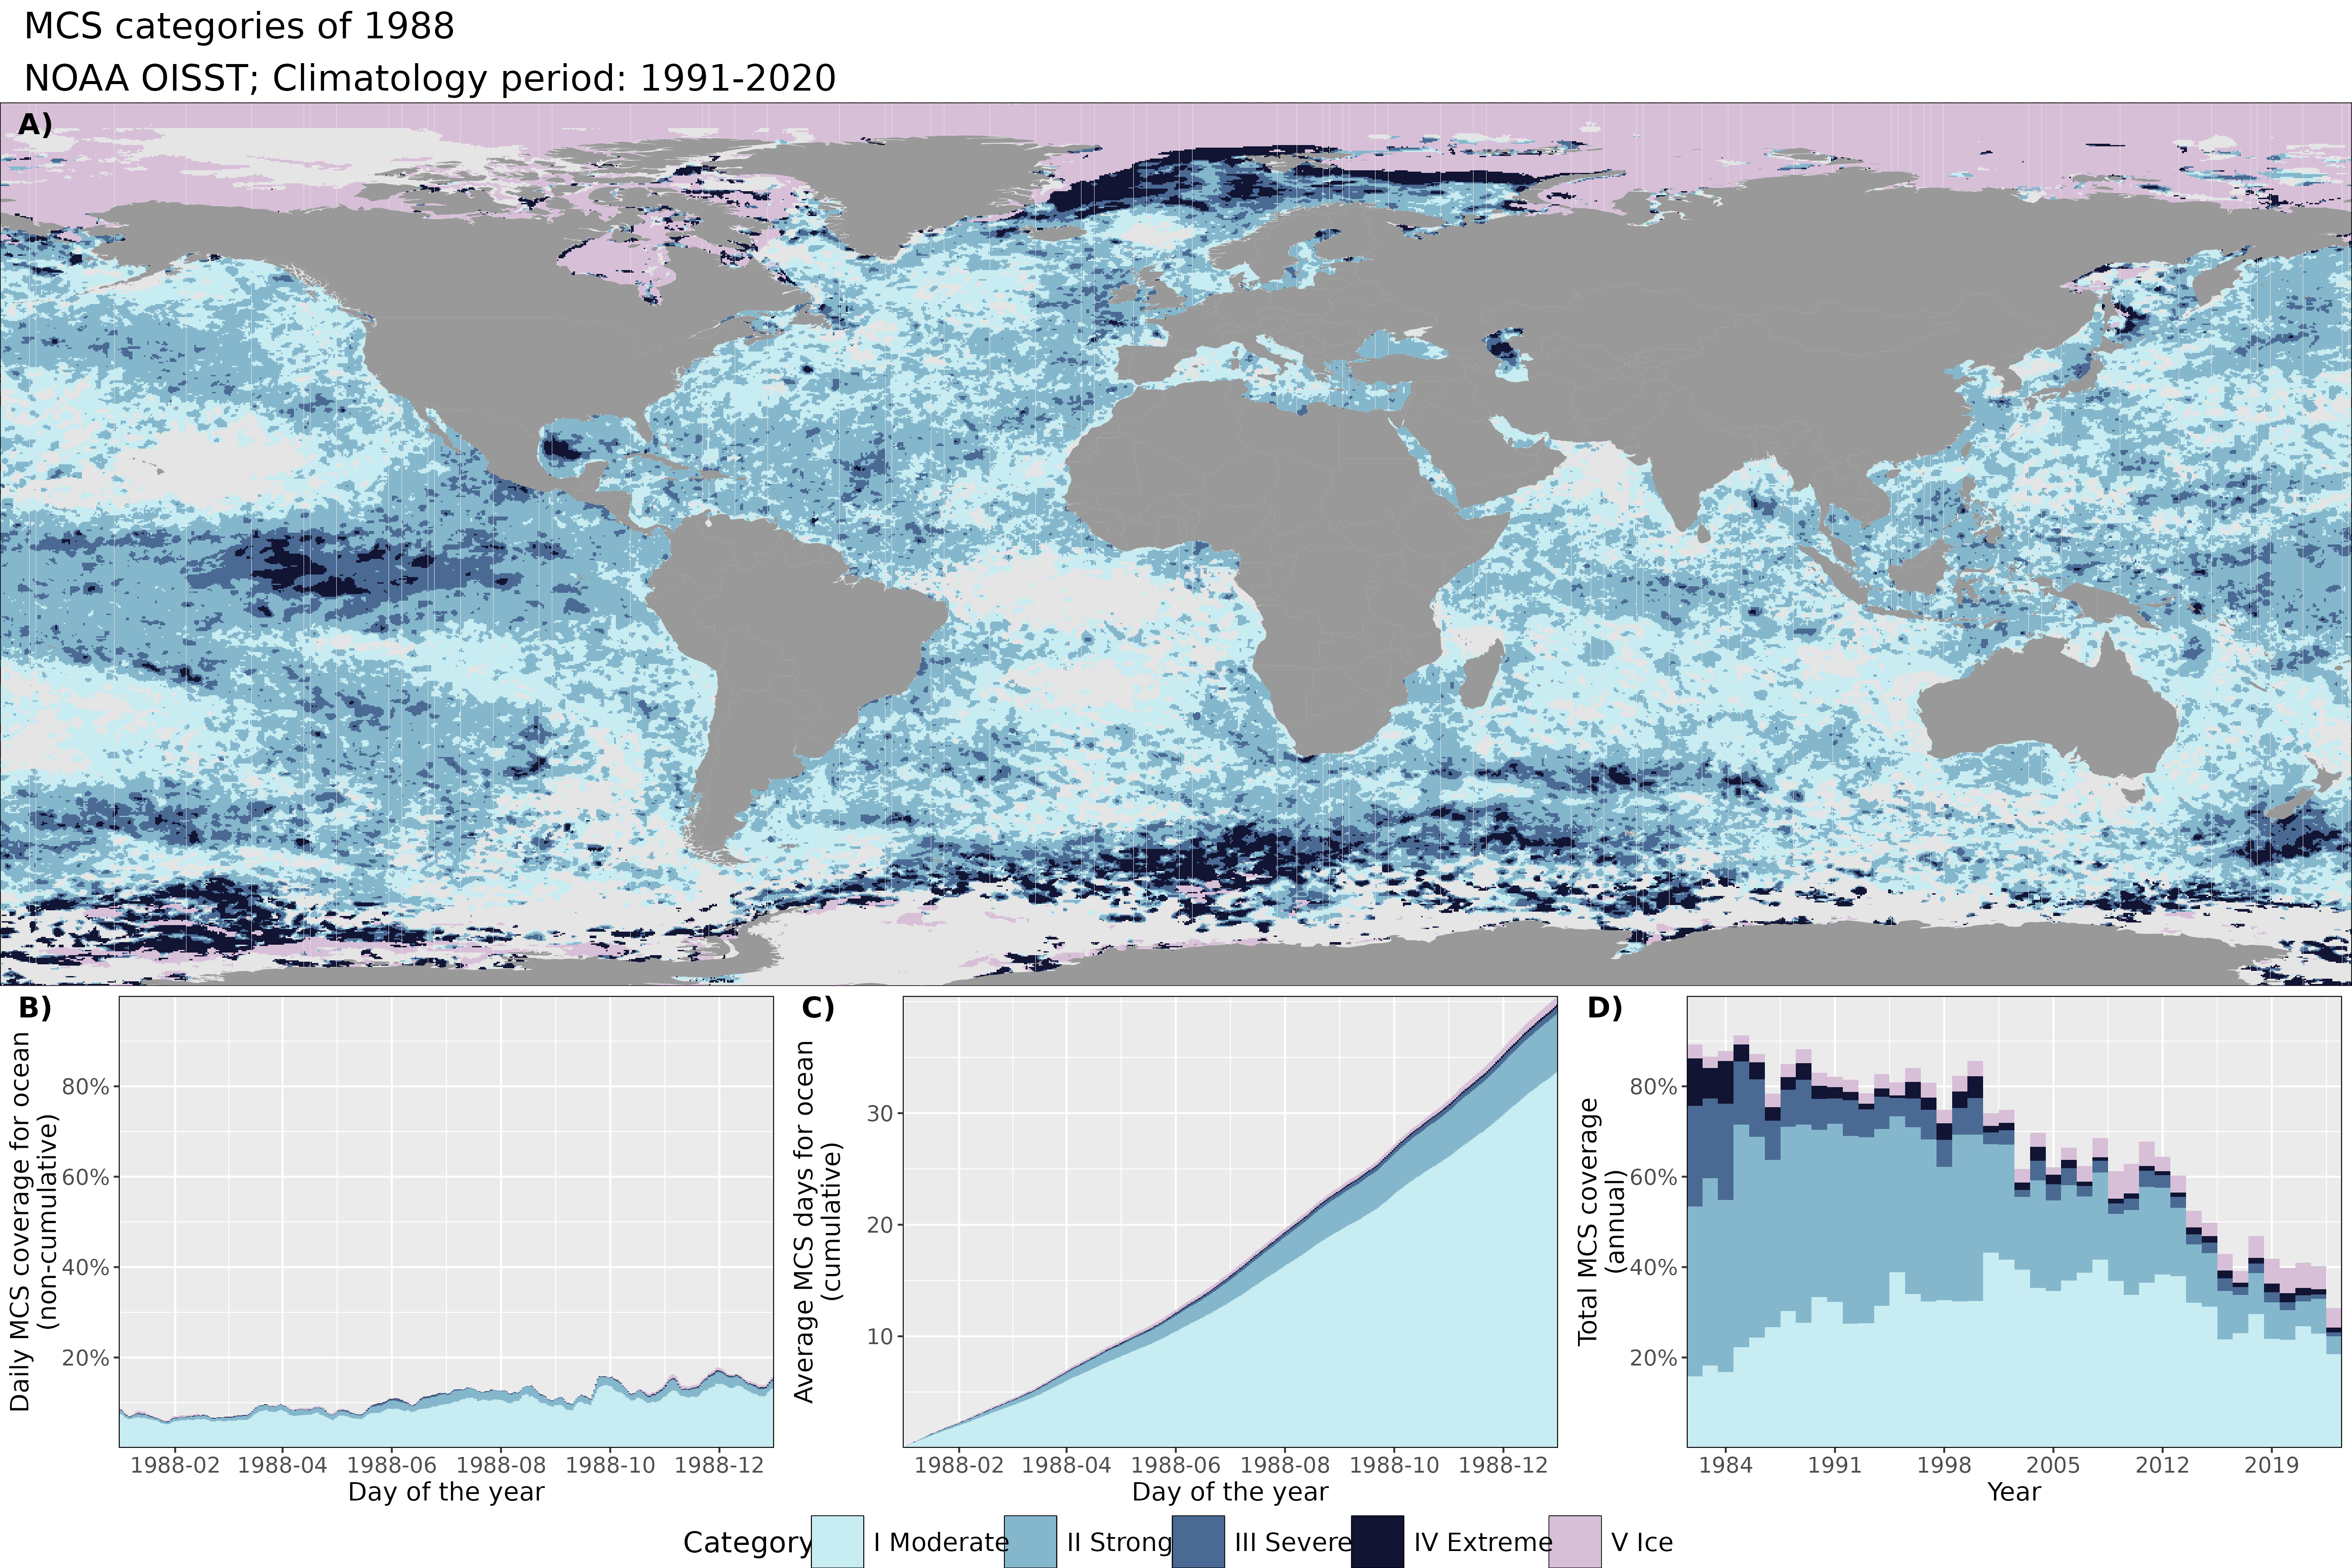 MCS categories of 1988
NOAA OISST; Climatology period: 1991-2020
A)
B)
Daily MCS coverage for ocean
(non-cumulative)
80%
60%
40%
20%
1988-02 1988-04 1988-06 1988-08 1988-10 1988-12
Day of the year
C)
Average MCS days for ocean
(cumulative)
30
20
10
1988-02 1988-04 1988-06 1988-08 1988-10 1988-12
Day of the year
D)
Total MCS coverage
(annual)
80%
60%
40%
20%
1984 1991 1998 2005 2012 2019
Year
Category I Moderate II Strong III Severe IV Extreme V Ice